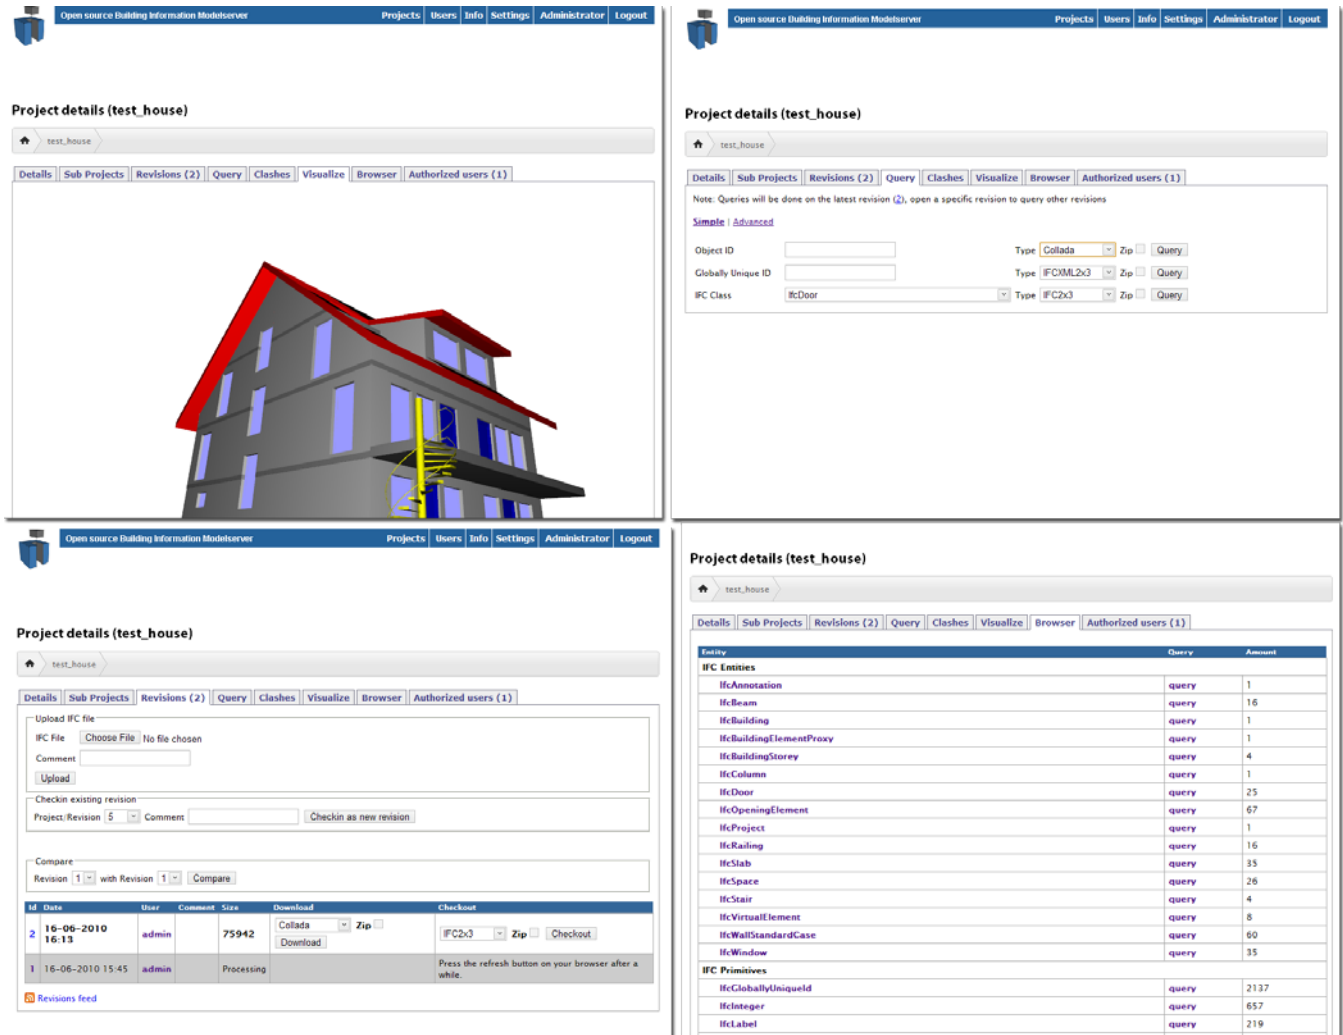 Open source Building Information Modelserver Projects Users Info Settings Administrator Logout
Project details (test_house)
test_house
Details Sub Projects Revisions (2) Query Clashes Visualize Browser Authorized users (1)
Open source Building Information Modelserver Projects Users Info Settings Administrator Logout
Project details (test_house)
test_house
Details Sub Projects Revisions (2) Query Clashes Visualize Browser Authorized users (1)
Note: Queries will be done on the latest revision (2), open a specific revision to query other revisions
Simple | Advanced
Object ID Type Collada Zip Query
Globally Unique ID Type IFCXML2x3 Zip Query
IFC Class IfcDoor Type IFC2x3 Zip Query
Open source Building Information Modelserver Projects Users Info Settings Administrator Logout
Project details (test_house)
test_house
Details Sub Projects Revisions (2) Query Clashes Visualize Browser Authorized users (1)
Upload IFC file
IFC File Choose File No file chosen
Comment
Upload
Checkin existing revision
Project/Revision 5 Comment Checkin as new revision
Compare
Revision 1 with Revision 1 Compare
Id Date User Comment Size Download Checkout
2 16-06-2010 16:13 admin 75942 Collada Zip Download IFC2x3 Zip Checkout
1 16-06-2010 15:45 admin Processing Press the refresh button on your browser after a while.
Revisions feed
Project details (test_house)
test_house
Details Sub Projects Revisions (2) Query Clashes Visualize Browser Authorized users (1)
Entity Query Amount
IFC Entities
IfcAnnotation query 1
IfcBeam query 16
IfcBuilding query 1
IfcBuildingElementProxy query 1
IfcBuildingStorey query 4
IfcColumn query 1
IfcDoor query 25
IfcOpeningElement query 67
IfcProject query 1
IfcRailing query 16
IfcSlab query 35
IfcSpace query 26
IfcStair query 4
IfcVirtualElement query 8
IfcWallStandardCase query 60
IfcWindow query 35
IFC Primitives
IfcGloballyUniqueId query 2137
IfcInteger query 657
IfcLabel query 219